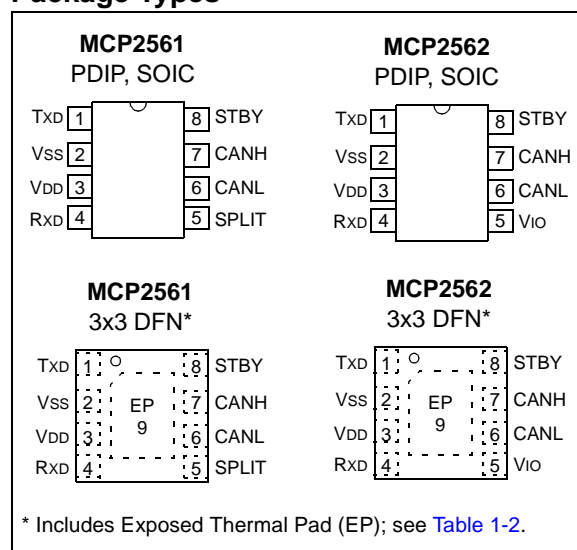 Package Types
MCP2561
PDIP, SOIC
TXD 1
8 STBY
VSS 2
7 CANH
VDD 3
6 CANL
RXD 4
5 SPLIT
MCP2562
PDIP, SOIC
TXD 1
8 STBY
VSS 2
7 CANH
VDD 3
6 CANL
RXD 4
5 VIO
MCP2561
3x3 DFN*
TXD 1
8 STBY
VSS 2
EP
7 CANH
9
VDD 3
6 CANL
RXD 4
5 SPLIT
MCP2562
3x3 DFN*
TXD 1
8 STBY
VSS 2
EP
7 CANH
9
VDD 3
6 CANL
RXD 4
5 VIO
* Includes Exposed Thermal Pad (EP); see Table 1-2.